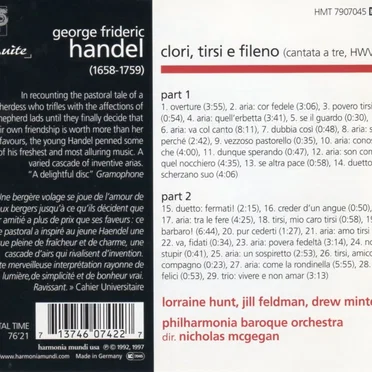 suite
george frideric
handel
(1658-1759)
In recounting the pastoral tale of a
herdess who trifles with the affections of
hepherd lads until they finally decide that
eir own friendship is worth more than her
favours, the young Handel penned some
of his freshest and most alluring music. A
varied cascade of inventive arias.
"A delightful disc" Gramophone
Une bergère volage se joue de l'amour de
ux bergers jusqu'à ce qu'ils décident que
r amitié a plus de prix que ses faveurs : ce
e pastoral a inspiré au jeune Haendel une
que pleine de fraîcheur et de charme, une
cascade d'airs qui rivalisent d'invention.
te merveilleuse interprétation rayonne de
lumière, de simplicité et de bonheur vrai.
Ravissant. » Cahier Universitaire
TAL TIME
76'21
7 13746 07422 7
harmonia mundi usa ℗ © 1992, 1997
www.harmoniamundi.com Made in Germany
HMT 7907045
clori, tirsi e fileno (cantata a tre, HWV
part 1
1. overture (3:55), 2. aria: cor fedele (3:06), 3. povero tirsi
(0:54), 4. aria: quell'erbetta (3:41), 5. se il guardo (0:30)
6. aria: va col canto (8:11), 7. dubbia così (0:48), 8. aria: s
perchè (2:42), 9. vezzoso pastorello (0:35), 10. aria: cono
che (4:00), 11. dunque sperando (0:47), 12. aria: son com
quel nocchiero (4:35), 13. se altra pace (0:58), 14. duetto
scherzano suo (4:06)
part 2
15. duetto: fermati! (2:15), 16. creder d'un angue (0:50),
17. aria: tra le fere (4:25), 18. tirsi, mio caro tirsi (0:58), 19
barbaro! (6:44), 20. pur cederti (1:27), 21. aria: amo tirsi
22. va, fidati (0:34), 23. aria: povera fedeltà (3:14), 24. no
sospetto (0:29), 25. aria: un sospiretto (2:53), 26. tirsi, amico
compagno (0:23), 27. aria: come la rondinella (5:55), 28.
felici (0:53), 29. trio: vivere e non amar (3:13)
lorraine hunt, jill feldman, drew minte
philharmonia baroque orchestra
dir. nicholas mcgegan